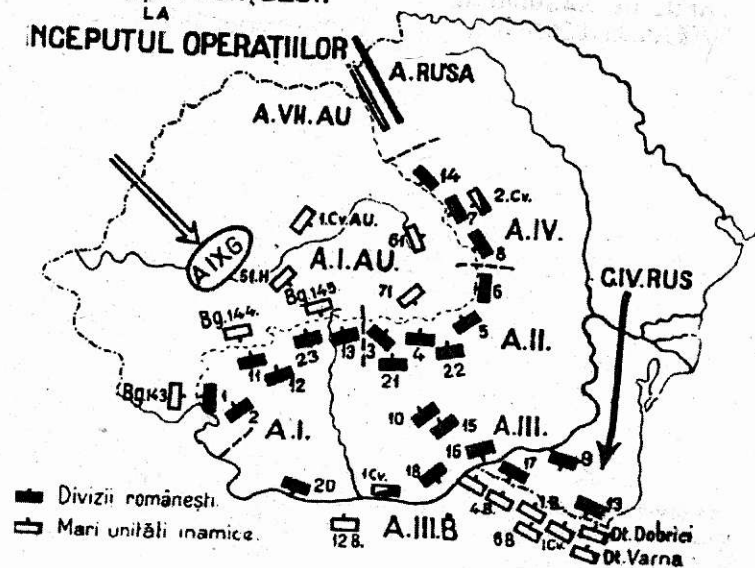 LA
INCEPUTUL OPERATIILOR
A.RUSA
A.VII.AU
14
2.Cv.
7
1.Cv.AU.
61
A.IV.
8
A IX G
A.I.AU.
51.H
C.IV.RUS
6
Bg.145
71
Bg.144.
5
A.II.
23
13
3
4
22
11
21
12
Bg.143
1
2
10
15
A.III.
A.I.
16
9
17
18
1Cv.
20
13
Divizii românești.
4 B.
1.B.
Dt. Dobrici
Mari unități inamice.
12 B.
A.III.B
6 B
1Cv.
Dt. Varna